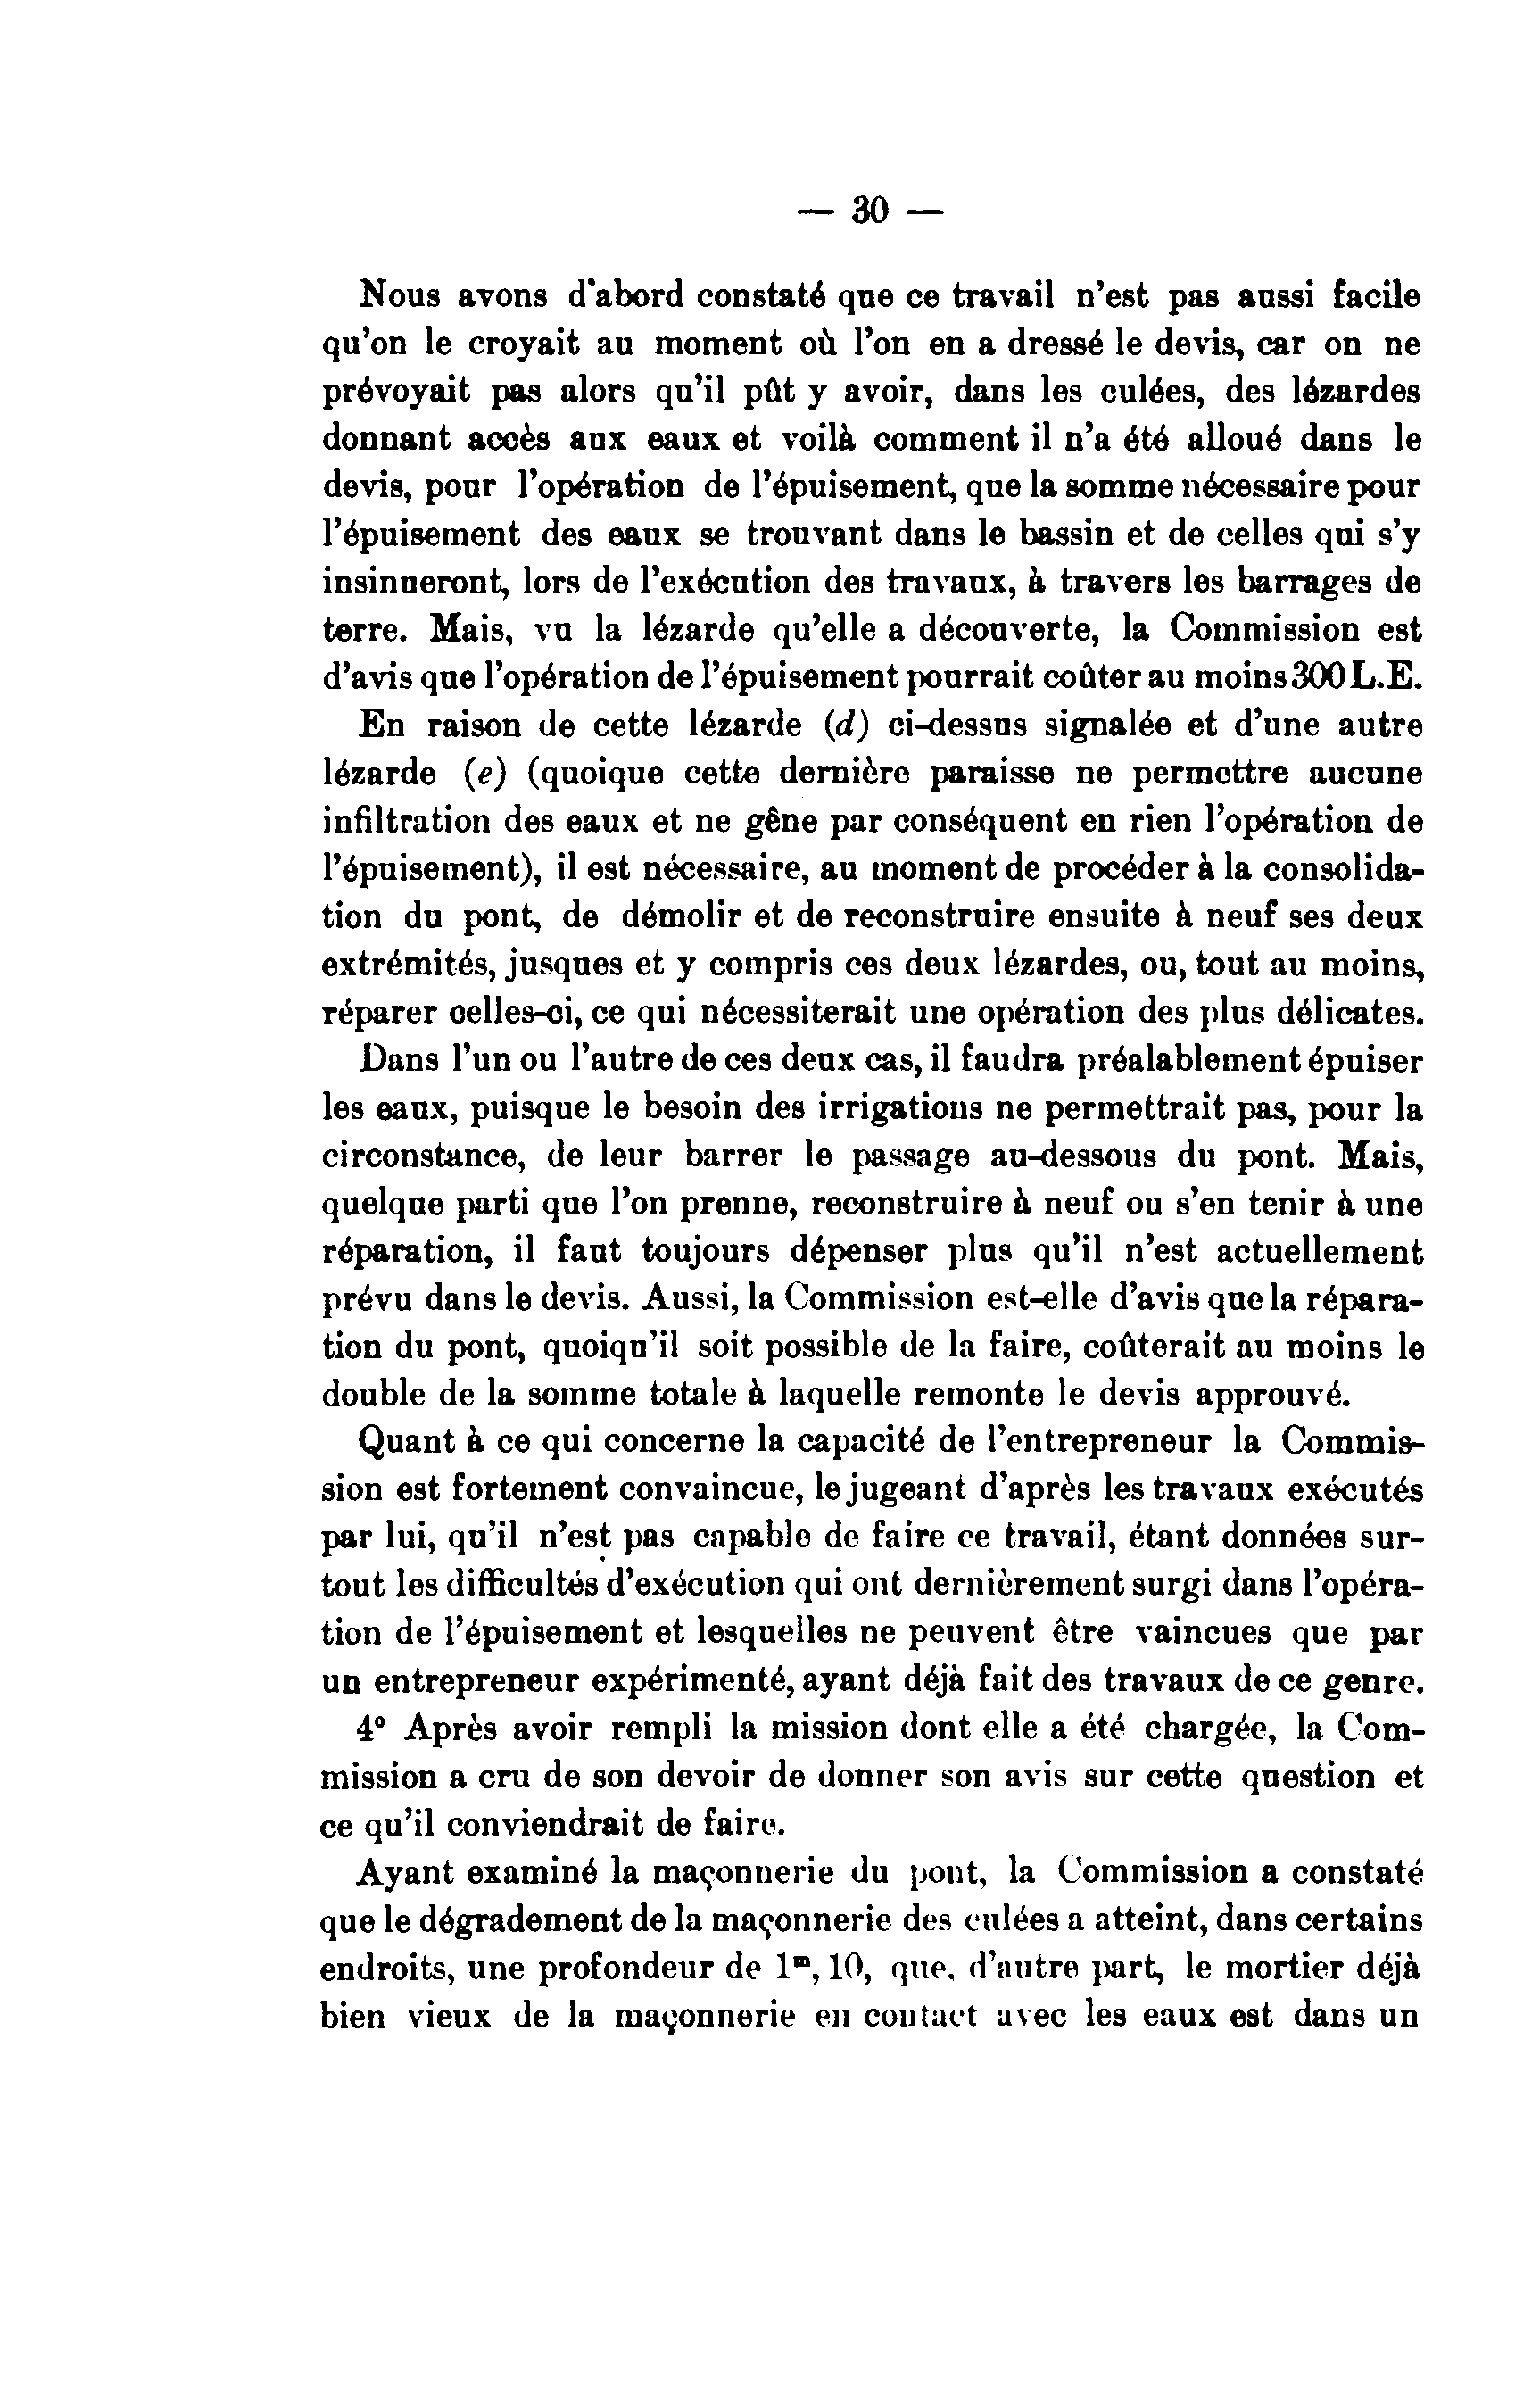 — 30 —
Nous avons d'abord constaté que ce travail n'est pas aussi facile
qu'on le croyait au moment où l'on en a dressé le devis, car on ne
prévoyait pas alors qu'il pût y avoir, dans les culées, des lézardes
donnant accès aux eaux et voilà comment il n'a été alloué dans le
devis, pour l'opération de l'épuisement, que la somme nécessaire pour
l'épuisement des eaux se trouvant dans le bassin et de celles qui s'y
insinueront, lors de l'exécution des travaux, à travers les barrages de
terre. Mais, vu la lézarde qu'elle a découverte, la Commission est
d'avis que l'opération de l'épuisement pourrait coûter au moins 300 L.E.
En raison de cette lézarde (d) ci-dessus signalée et d'une autre
lézarde (e) (quoique cette dernière paraisse ne permettre aucune
infiltration des eaux et ne gêne par conséquent en rien l'opération de
l'épuisement), il est nécessaire, au moment de procéder à la consolida-
tion du pont, de démolir et de reconstruire ensuite à neuf ses deux
extrémités, jusques et y compris ces deux lézardes, ou, tout au moins,
réparer celles-ci, ce qui nécessiterait une opération des plus délicates.
Dans l'un ou l'autre de ces deux cas, il faudra préalablement épuiser
les eaux, puisque le besoin des irrigations ne permettrait pas, pour la
circonstance, de leur barrer le passage au-dessous du pont. Mais,
quelque parti que l'on prenne, reconstruire à neuf ou s'en tenir à une
réparation, il faut toujours dépenser plus qu'il n'est actuellement
prévu dans le devis. Aussi, la Commission est-elle d'avis que la répara-
tion du pont, quoiqu'il soit possible de la faire, coûterait au moins le
double de la somme totale à laquelle remonte le devis approuvé.
Quant à ce qui concerne la capacité de l'entrepreneur la Commis-
sion est fortement convaincue, le jugeant d'après les travaux exécutés
par lui, qu'il n'est pas capable de faire ce travail, étant données sur-
tout les difficultés d'exécution qui ont dernièrement surgi dans l'opéra-
tion de l'épuisement et lesquelles ne peuvent être vaincues que par
un entrepreneur expérimenté, ayant déjà fait des travaux de ce genre.
4° Après avoir rempli la mission dont elle a été chargée, la Com-
mission a cru de son devoir de donner son avis sur cette question et
ce qu'il conviendrait de faire.
Ayant examiné la maçonnerie du pont, la Commission a constaté
que le dégradement de la maçonnerie des culées a atteint, dans certains
endroits, une profondeur de 1ᵐ, 10, que, d'autre part, le mortier déjà
bien vieux de la maçonnerie en contact avec les eaux est dans un